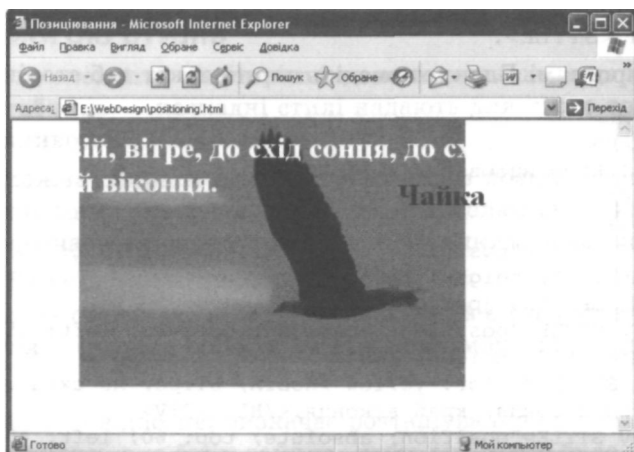 Позиціювання - Microsoft Internet Explorer
Файл Правка Вигляд Обране Сервіс Довідка
Назад Пошук Обране
Адреса: E:\WebDesign\positioning.html Перехід
вій, вітре, до схід сонця, до сх
й віконця.
Чайка
Готово Мой компьютер